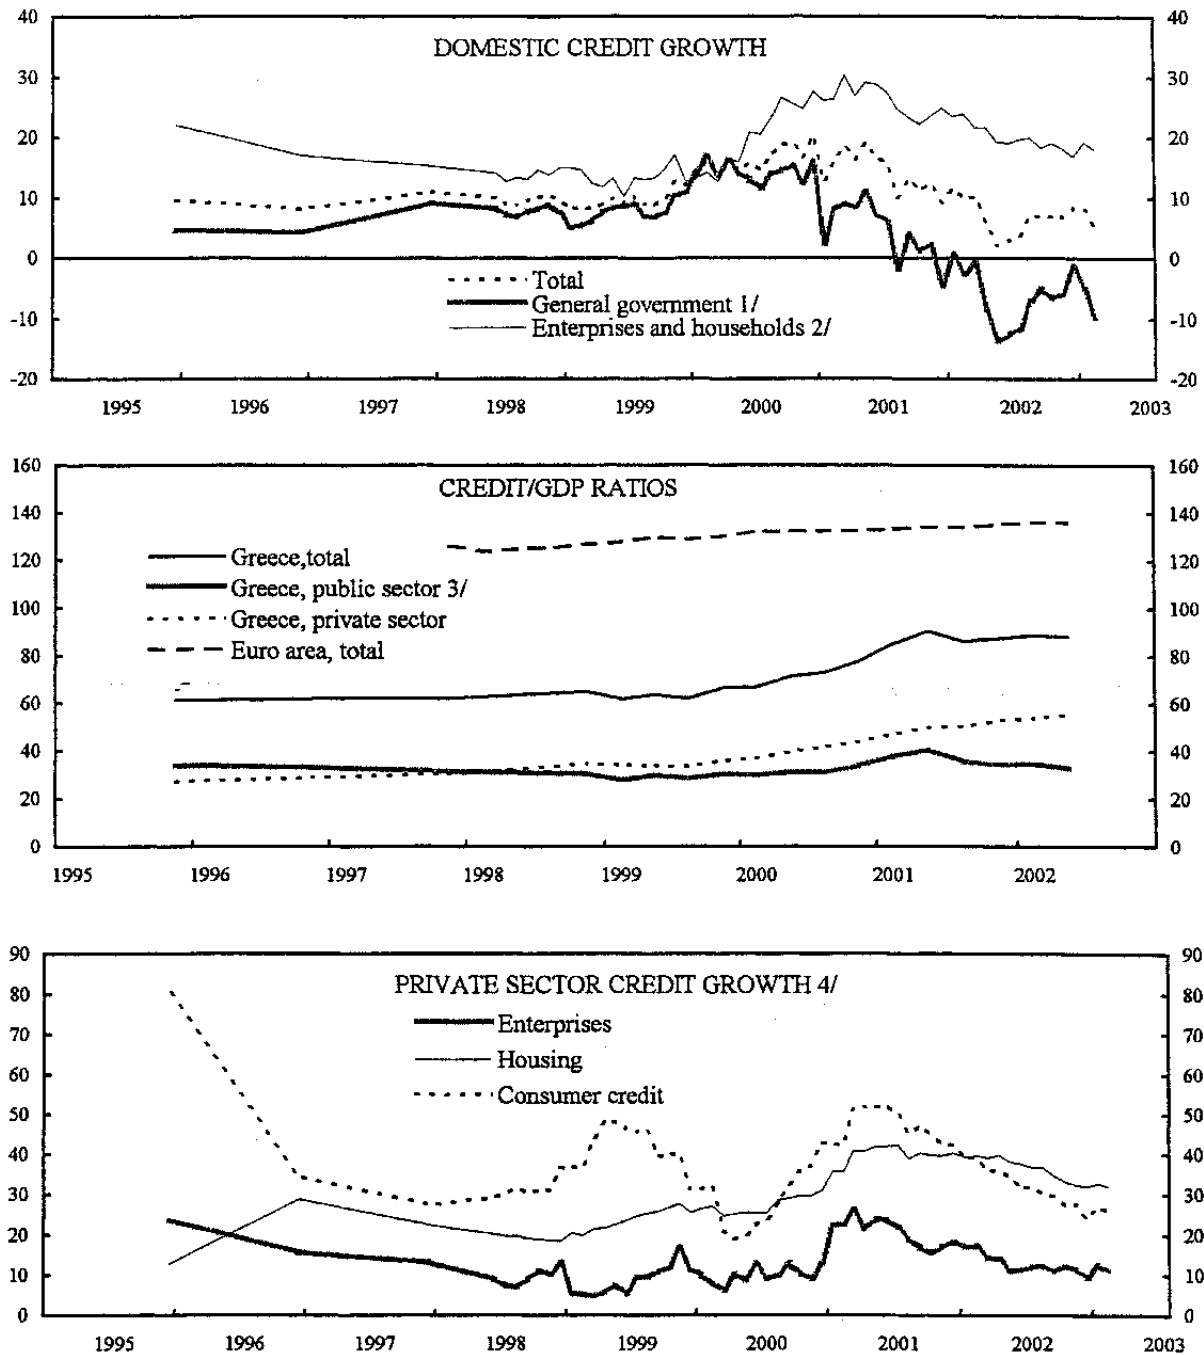 DOMESTIC CREDIT GROWTH
40 40
30 30
20 20
10 10
0 0
-10 -10
-20 -20
Total
General government 1/
Enterprises and households 2/
1995 1996 1997 1998 1999 2000 2001 2002 2003
CREDIT/GDP RATIOS
160 160
140 140
120 120
100 100
80 80
60 60
40 40
20 20
0 0
Greece,total
Greece, public sector 3/
Greece, private sector
Euro area, total
1995 1996 1997 1998 1999 2000 2001 2002
PRIVATE SECTOR CREDIT GROWTH 4/
90 90
80 80
70 70
60 60
50 50
40 40
30 30
20 20
10 10
0 0
Enterprises
Housing
Consumer credit
1995 1996 1997 1998 1999 2000 2001 2002 2003